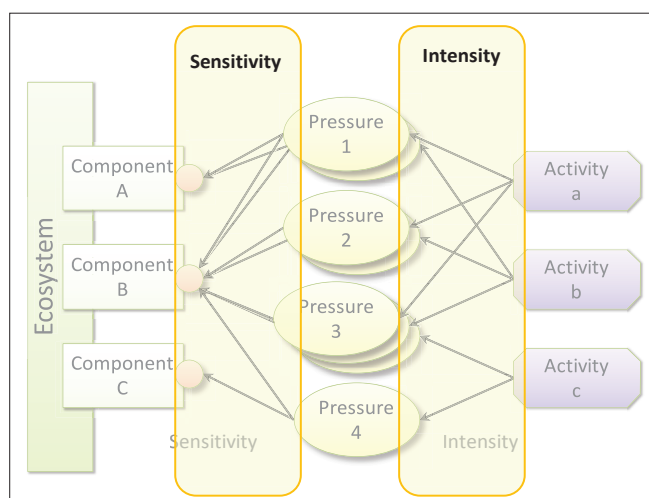 Sensitivity
Intensity
Ecosystem
Component
A
Component
B
Component
C
Pressure
1
Pressure
2
Pressure
3
Pressure
4
Activity
a
Activity
b
Activity
c
Sensitivity
Intensity